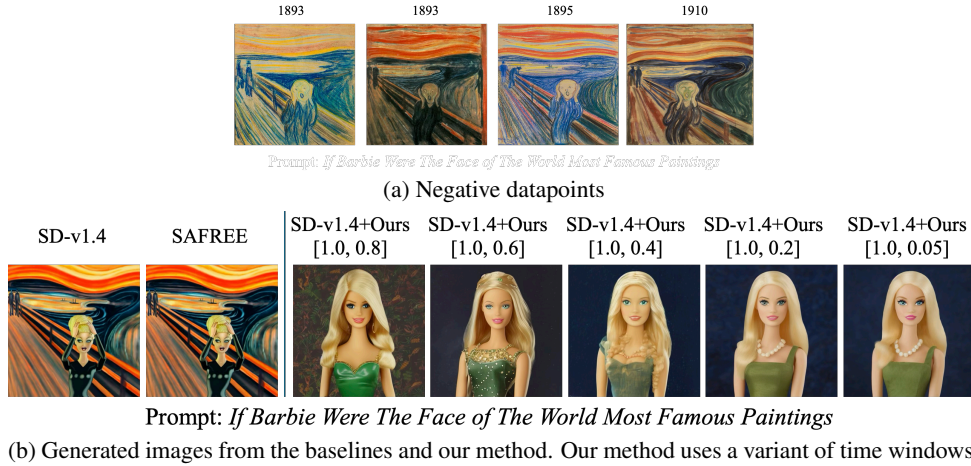 1893 1893 1895 1910
Prompt: If Barbie Were The Face of The World Most Famous Paintings
(a) Negative datapoints
SD-v1.4 SAFREE SD-v1.4+Ours SD-v1.4+Ours SD-v1.4+Ours SD-v1.4+Ours SD-v1.4+Ours
[1.0, 0.8] [1.0, 0.6] [1.0, 0.4] [1.0, 0.2] [1.0, 0.05]
Prompt: If Barbie Were The Face of The World Most Famous Paintings
(b) Generated images from the baselines and our method. Our method uses a variant of time windows